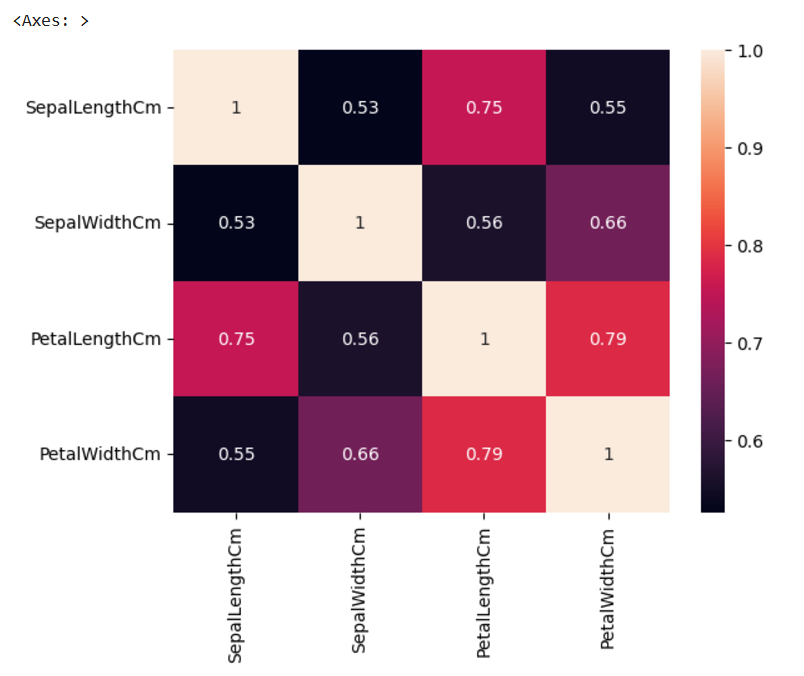 <Axes: >
SepalLengthCm 1 0.53 0.75 0.55
SepalWidthCm 0.53 1 0.56 0.66
PetalLengthCm 0.75 0.56 1 0.79
PetalWidthCm 0.55 0.66 0.79 1
SepalLengthCm
SepalWidthCm
PetalLengthCm
PetalWidthCm
1.0
0.9
0.8
0.7
0.6